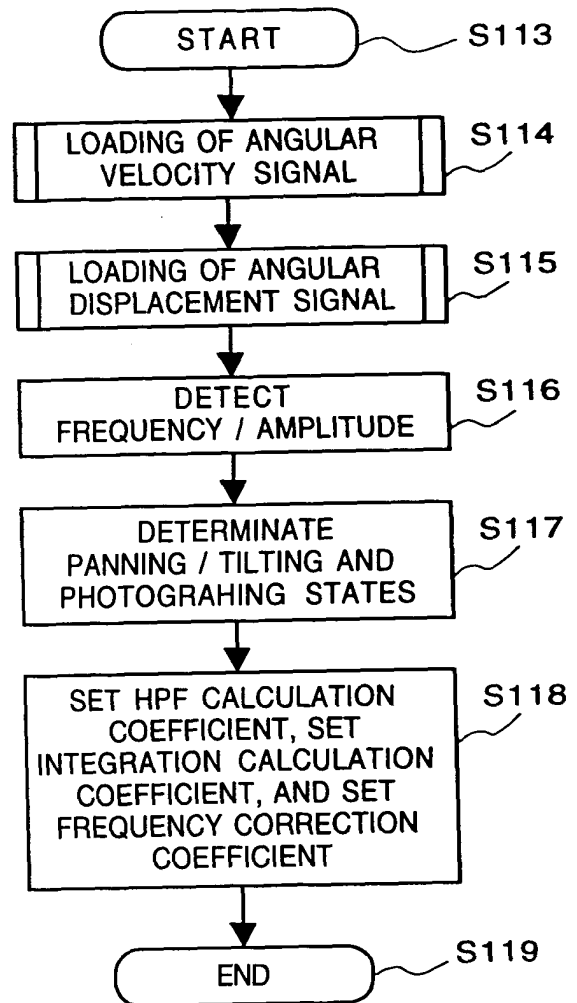 START
S113
LOADING OF ANGULAR
VELOCITY SIGNAL
S114
LOADING OF ANGULAR
DISPLACEMENT SIGNAL
S115
DETECT
FREQUENCY / AMPLITUDE
S116
DETERMINATE
PANNING / TILTING AND
PHOTOGRAHING STATES
S117
SET HPF CALCULATION
COEFFICIENT, SET
INTEGRATION CALCULATION
COEFFICIENT, AND SET
FREQUENCY CORRECTION
COEFFICIENT
S118
END
S119